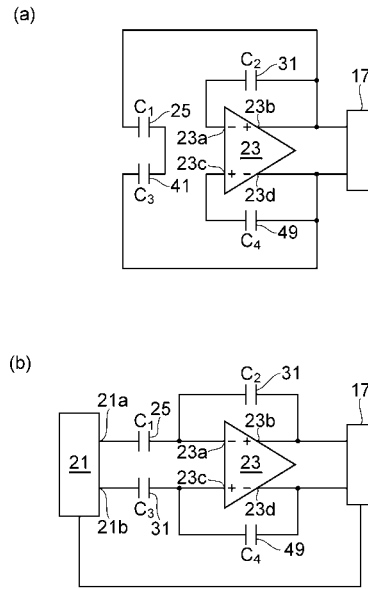 (a)
C2 31
C1 25
23a - + 23b 17
23
23c + - 23d
C3 41
C4 49
(b)
C2 31
21a C1 25
23a - + 23b 17
21 23
23c + - 23d
21b C3 31
C4 49